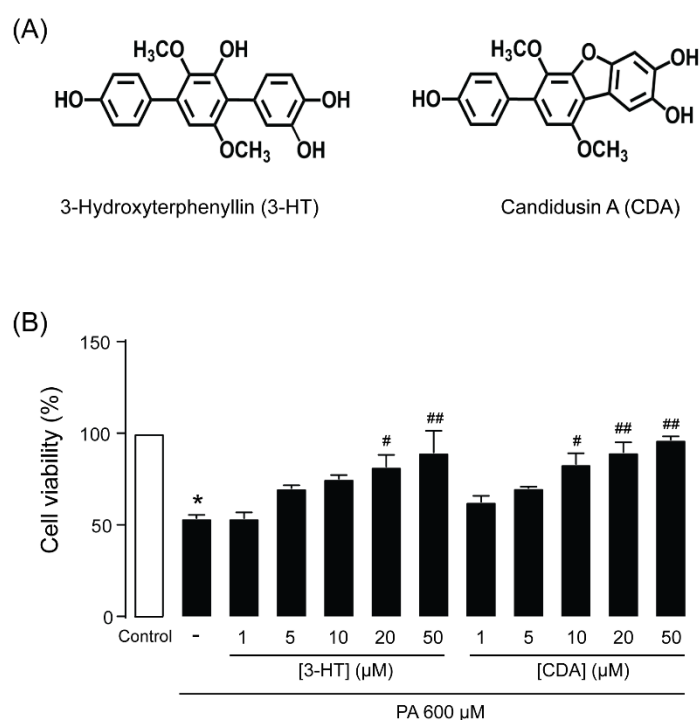 (A)
H₃CO OH
HO OH
OCH₃ OH
H₃CO O OH
HO OH
OCH₃
3-Hydroxyterphenyllin (3-HT) Candidusin A (CDA)
(B)
Cell viability (%)
150
100
50
0
* # ## # ## ##
Control - 1 5 10 20 50 1 5 10 20 50
[3-HT] (µM) [CDA] (µM)
PA 600 µM